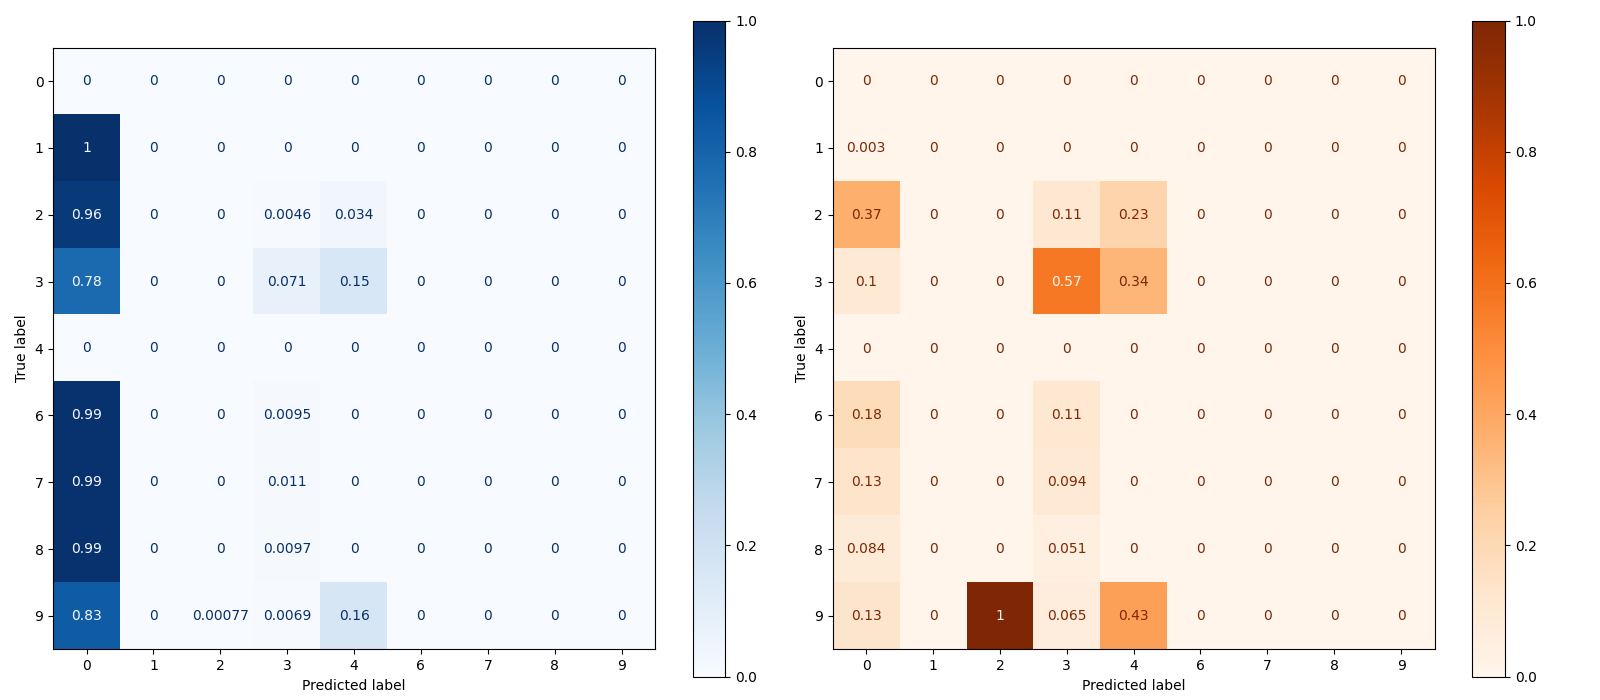 1.0
0 0 0 0 0 0 0 0 0 0
1 1 0 0 0 0 0 0 0 0
0.8
2 0.96 0 0 0.0046 0.034 0 0 0 0
3 0.78 0 0 0.071 0.15 0 0 0 0
0.6
True label
4 0 0 0 0 0 0 0 0 0
6 0.99 0 0 0.0095 0 0 0 0 0
0.4
7 0.99 0 0 0.011 0 0 0 0 0
8 0.99 0 0 0.0097 0 0 0 0 0
0.2
9 0.83 0 0.00077 0.0069 0.16 0 0 0 0
0 1 2 3 4 6 7 8 9
Predicted label
0.0
1.0
0 0 0 0 0 0 0 0 0 0
1 0.003 0 0 0 0 0 0 0 0
0.8
2 0.37 0 0 0.11 0.23 0 0 0 0
3 0.1 0 0 0.57 0.34 0 0 0 0
0.6
True label
4 0 0 0 0 0 0 0 0 0
6 0.18 0 0 0.11 0 0 0 0 0
0.4
7 0.13 0 0 0.094 0 0 0 0 0
8 0.084 0 0 0.051 0 0 0 0 0
0.2
9 0.13 0 1 0.065 0.43 0 0 0 0
0 1 2 3 4 6 7 8 9
Predicted label
0.0